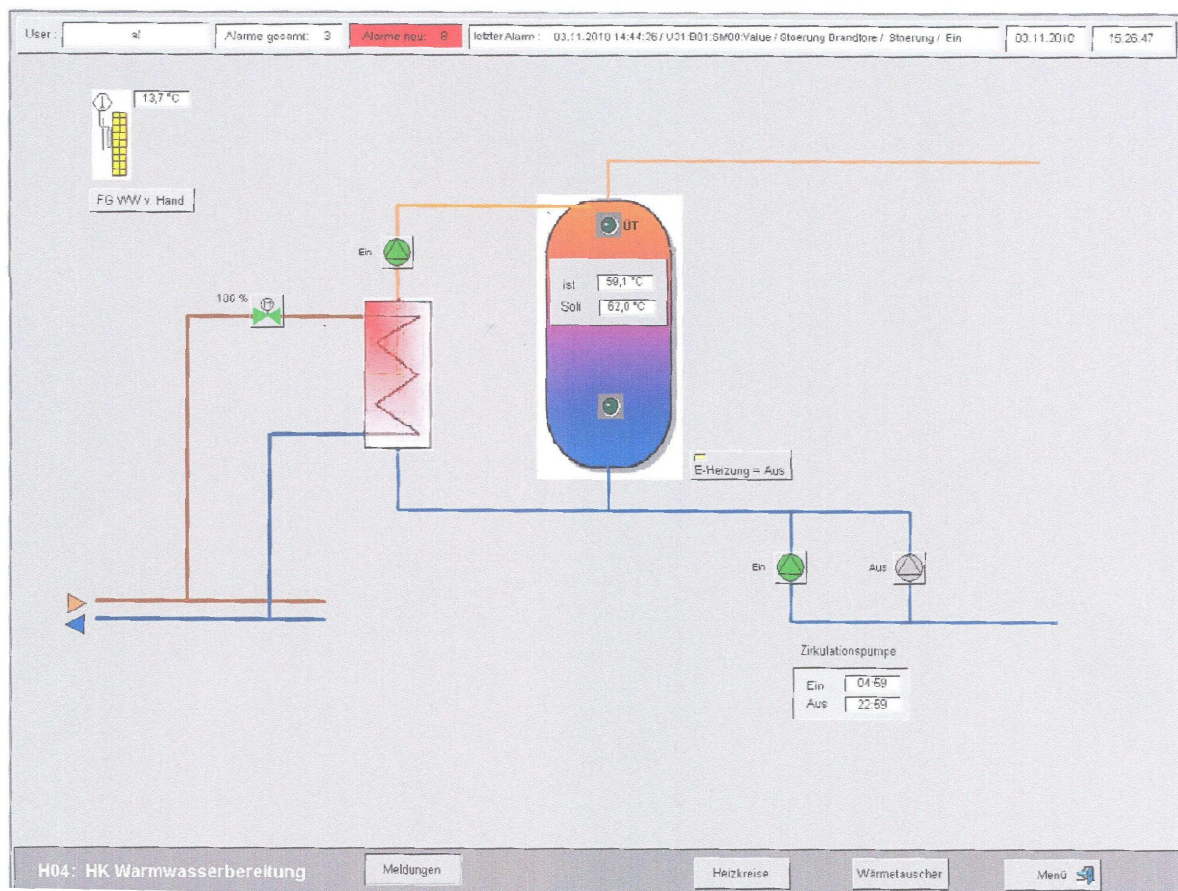 User : af Alarme gesamt: 3 Alarme neu: 8 letzter Alarm : 03.11.2010 14:44:26 / U01:B01:SM00:Value / Stoerung Brandtore / Stoerung / Ein 03.11.2010 15:26:47
13,7 °C
FG WW v. Hand
ÜT
Ein
ist 59,1 °C
Soll 62,0 °C
100 %
E-Heizung = Aus
Ein Aus
Zirkulationspumpe
Ein 04:59
Aus 22:59
H04: HK Warmwasserbereitung Meldungen Heizkreise Wärmetauscher Menü